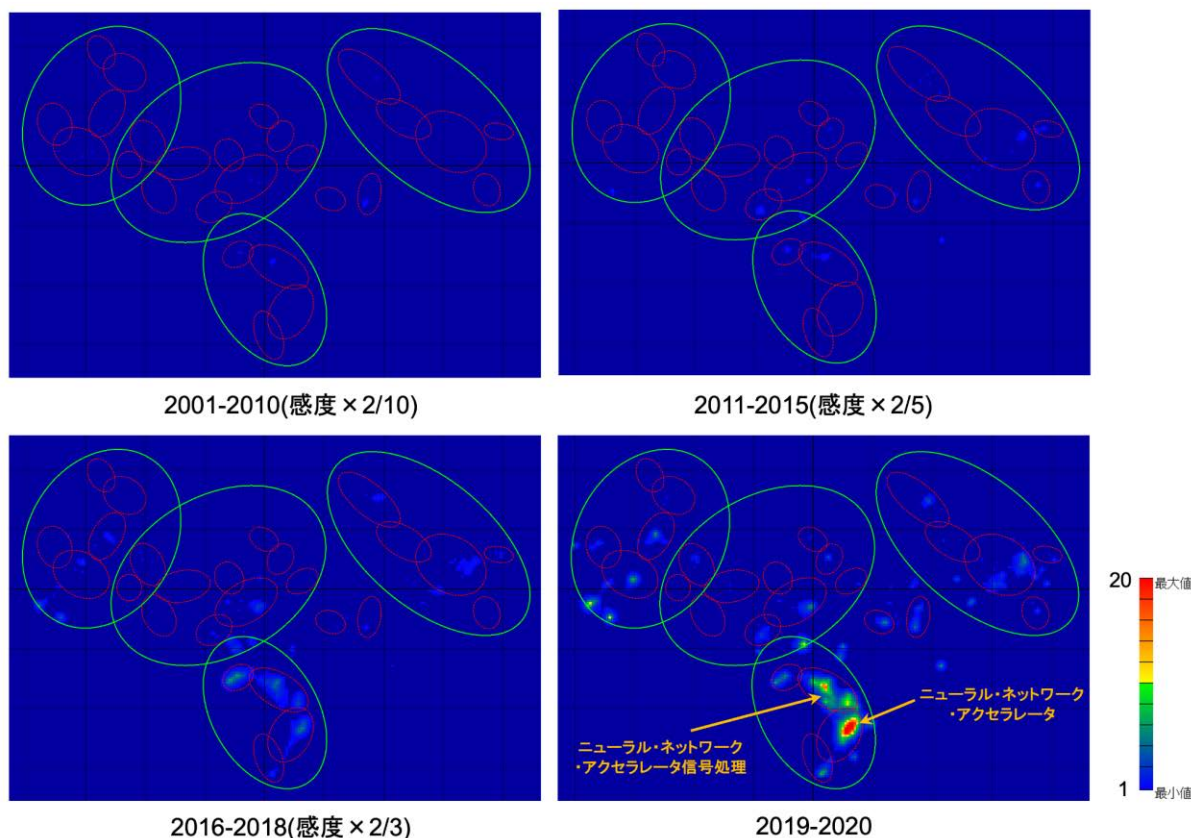 2001-2010(感度×2/10)
2011-2015(感度×2/5)
ニューラル・ネットワーク
・アクセラレータ
ニューラル・ネットワーク
・アクセラレータ信号処理
20 最大値
1 最小値
2016-2018(感度×2/3)
2019-2020